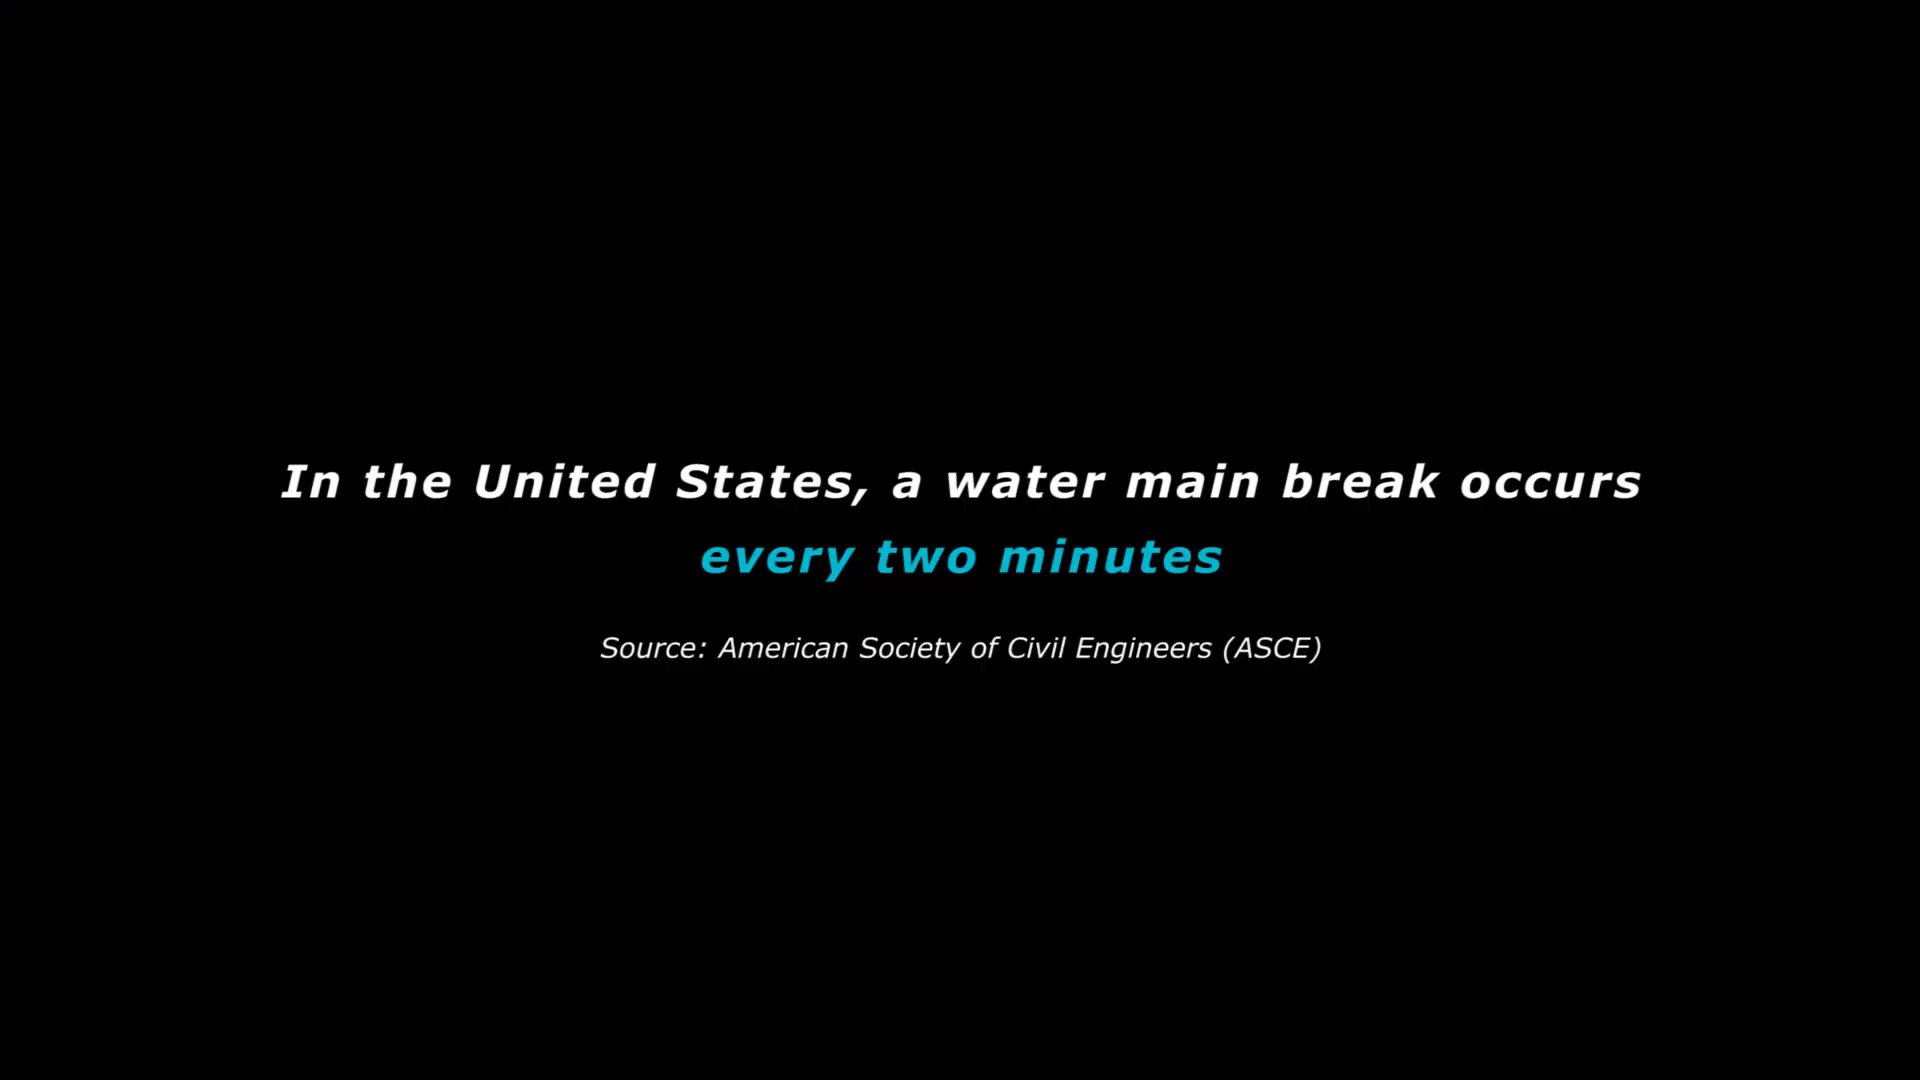 In the United States, a water main break occurs
every two minutes
Source: American Society of Civil Engineers (ASCE)